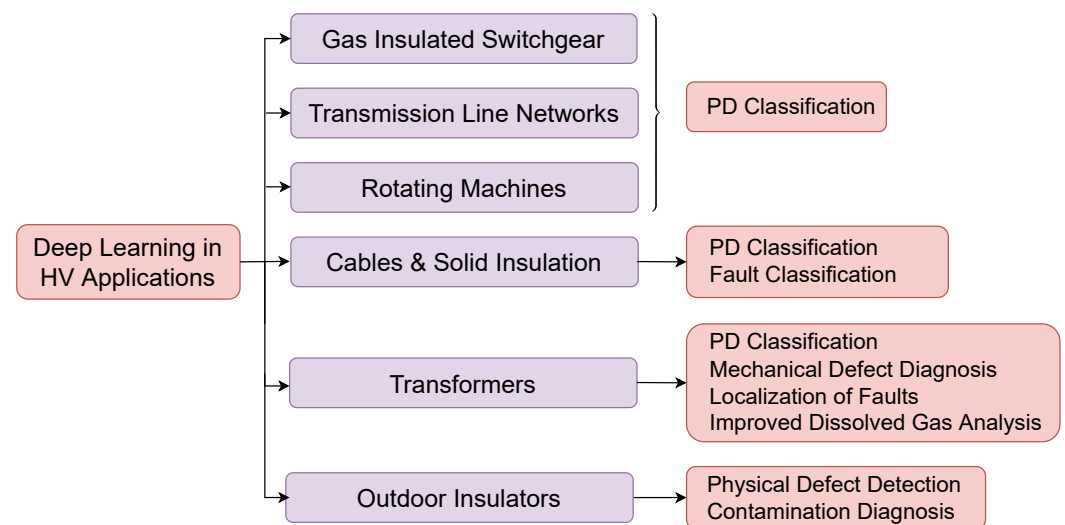 Gas Insulated Switchgear
Transmission Line Networks
PD Classification
Rotating Machines
Deep Learning in
HV Applications
Cables & Solid Insulation
PD Classification
Fault Classification
Transformers
PD Classification
Mechanical Defect Diagnosis
Localization of Faults
Improved Dissolved Gas Analysis
Outdoor Insulators
Physical Defect Detection
Contamination Diagnosis